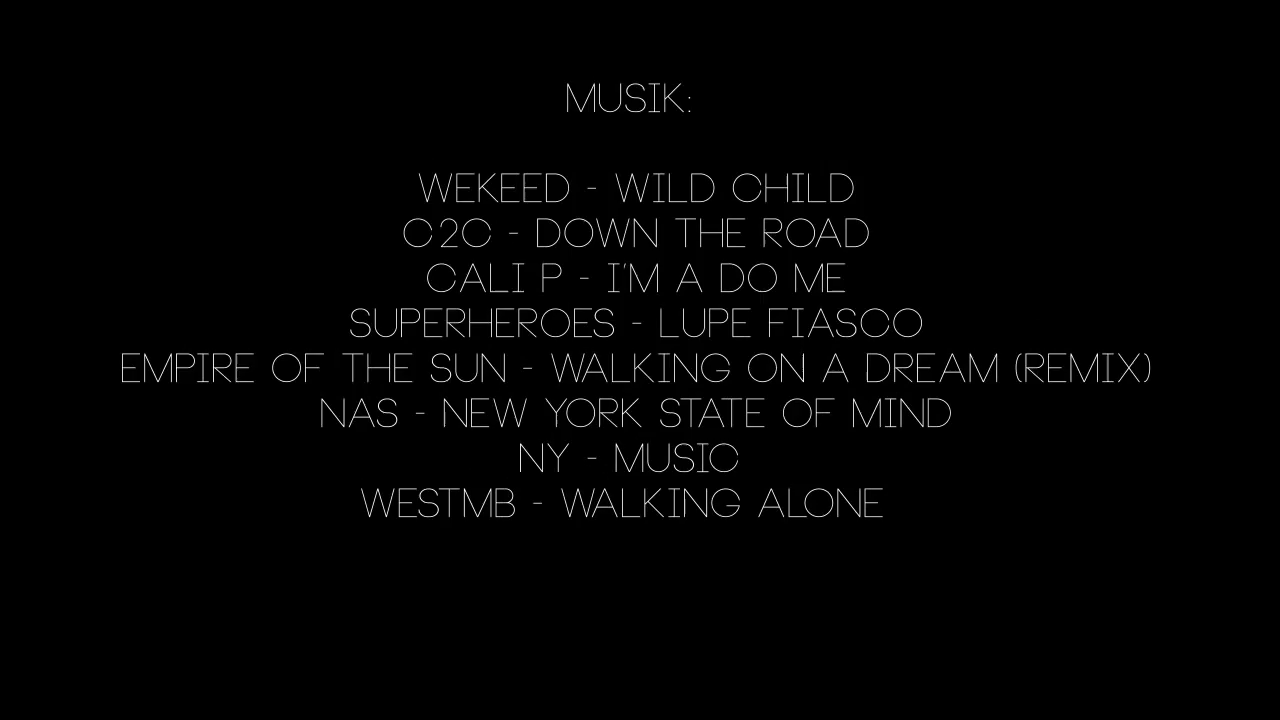 MUSIK:
WEKEED - WILD CHILD
C2C - DOWN THE ROAD
CALI P - I'M A DO ME
SUPERHEROES - LUPE FIASCO
EMPIRE OF THE SUN - WALKING ON A DREAM (REMIX)
NAS - NEW YORK STATE OF MIND
NY - MUSIC
WESTMB - WALKING ALONE